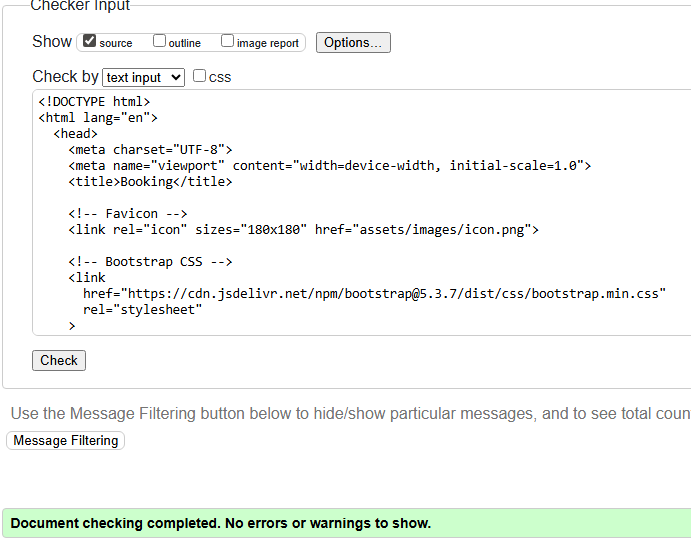 Checker Input
Show source outline image report Options...
Check by text input css
<!DOCTYPE html>
<html lang="en">
<head>
<meta charset="UTF-8">
<meta name="viewport" content="width=device-width, initial-scale=1.0">
<title>Booking</title>
<!-- Favicon -->
<link rel="icon" sizes="180x180" href="assets/images/icon.png">
<!-- Bootstrap CSS -->
<link
href="https://cdn.jsdelivr.net/npm/bootstrap@5.3.7/dist/css/bootstrap.min.css"
rel="stylesheet"
>
Check
Use the Message Filtering button below to hide/show particular messages, and to see total coun
Message Filtering
Document checking completed. No errors or warnings to show.